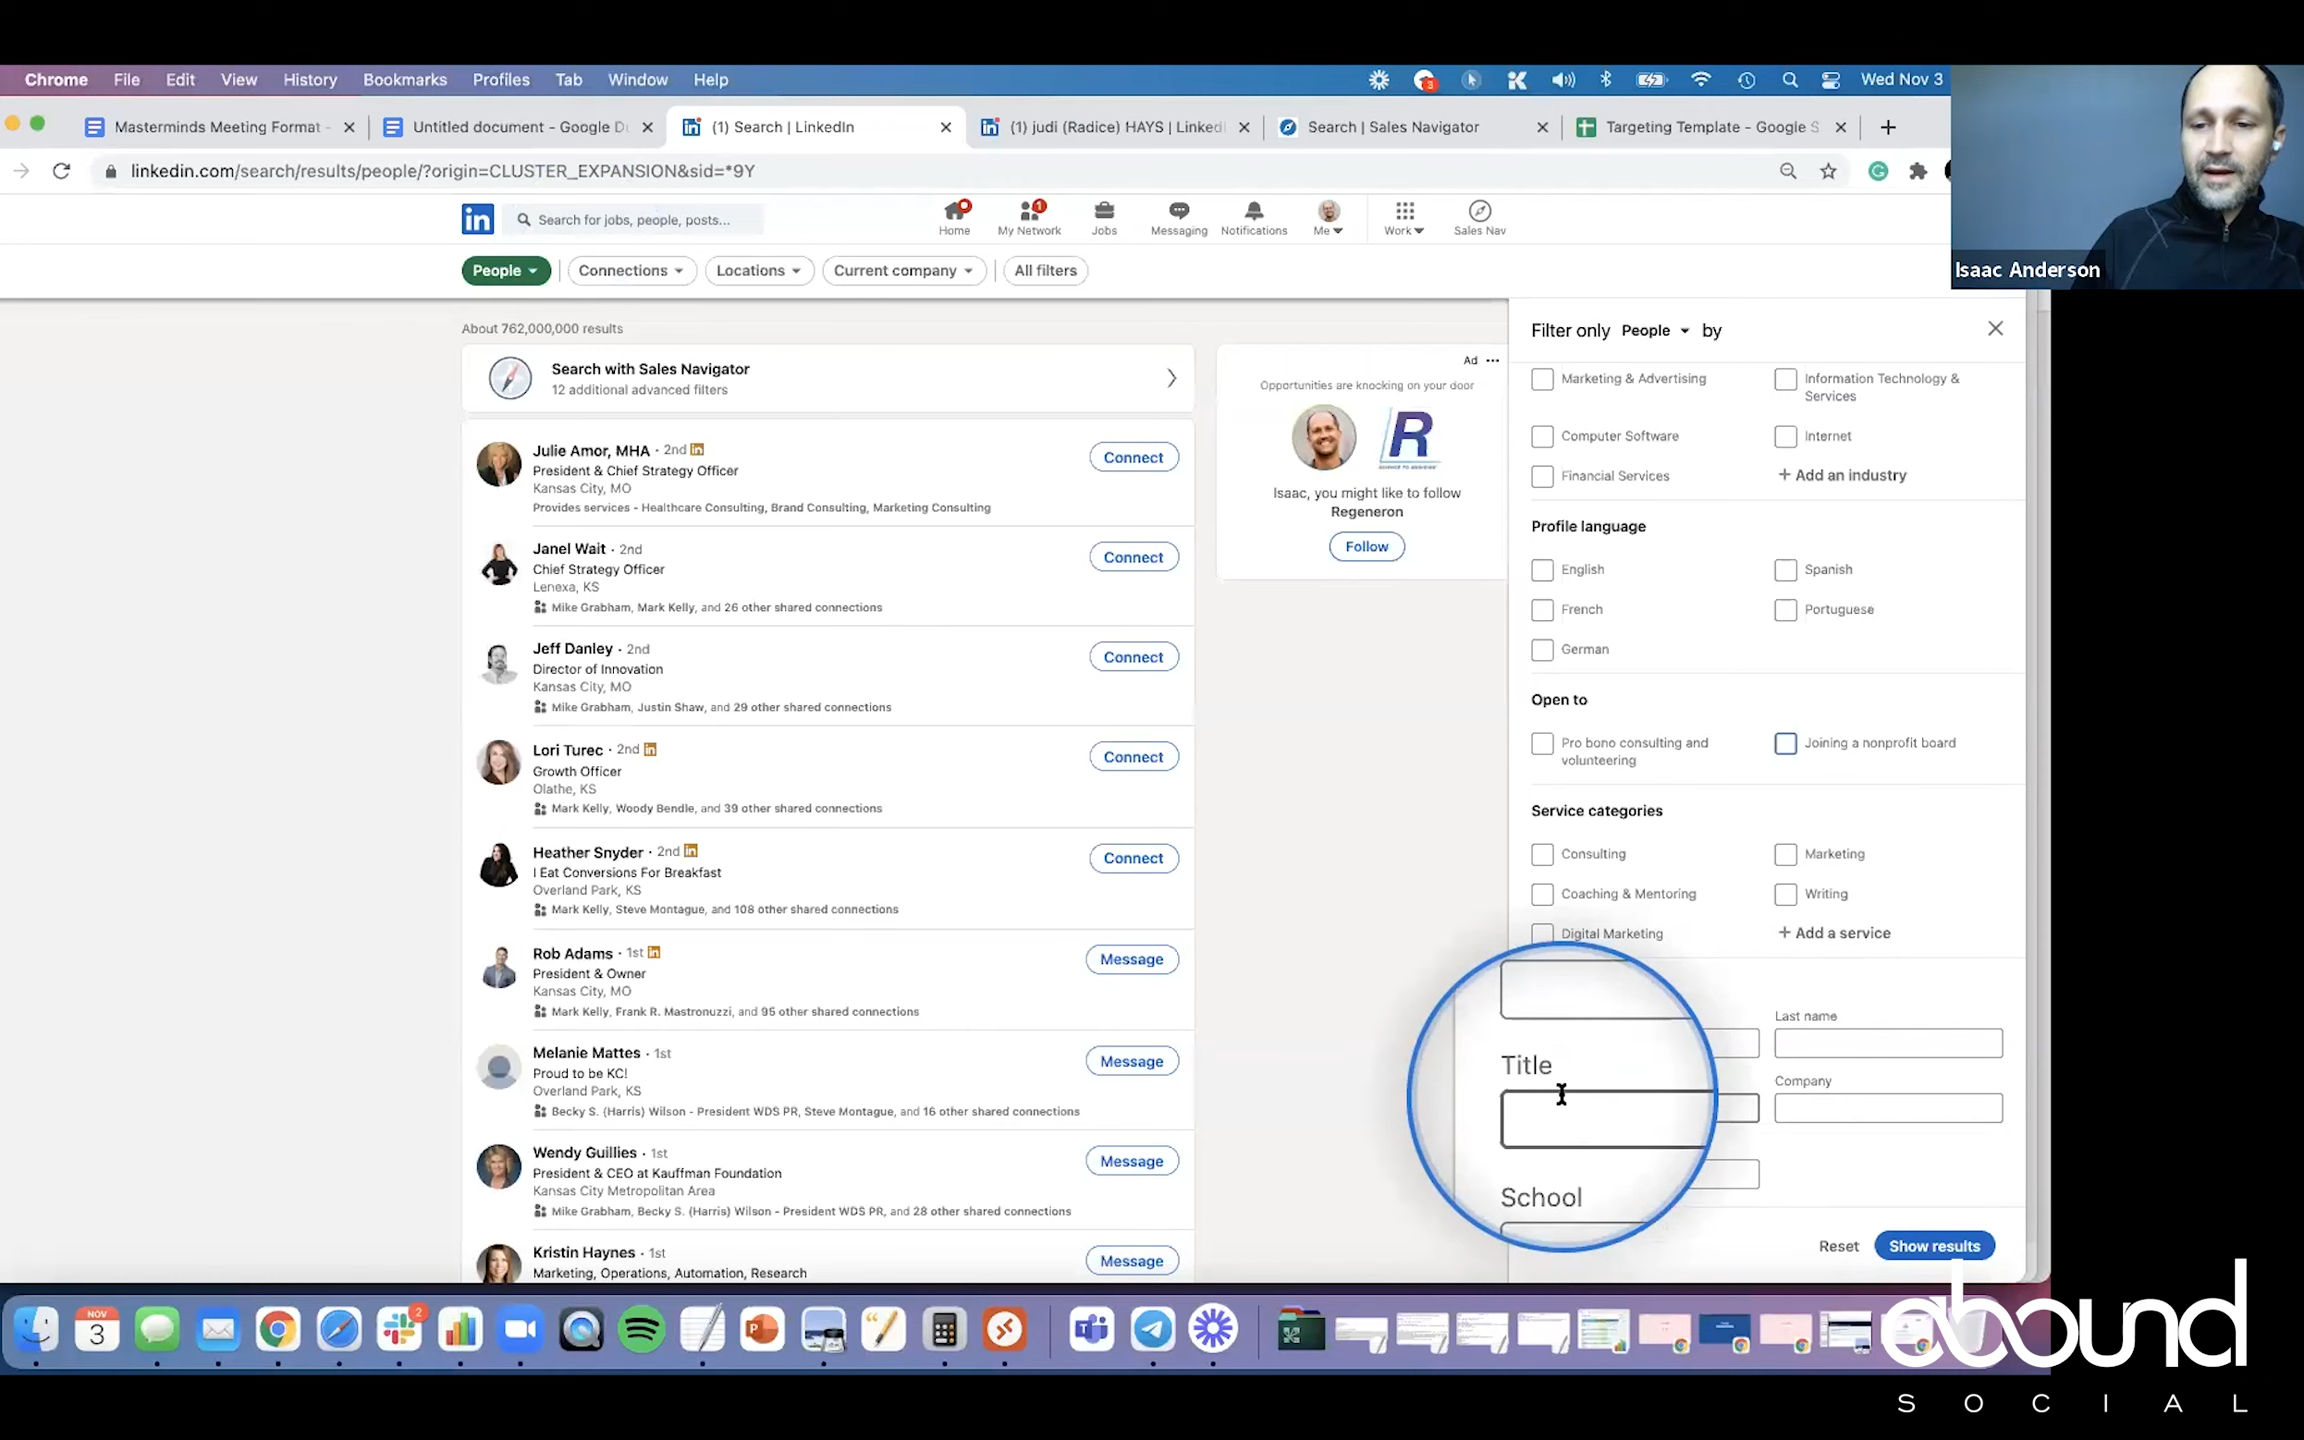 Chrome File Edit View History Bookmarks Profiles Tab Window Help
3
Wed Nov 3
Masterminds Meeting Format -
Untitled document - Google D
(1) Search | LinkedIn
(1) judi (Radice) HAYS | Linked
Search | Sales Navigator
Targeting Template - Google S
linkedin.com/search/results/people/?origin=CLUSTER_EXPANSION&sid=*9Y
Isaac Anderson
in
Search for jobs, people, posts...
Home
1
My Network
Jobs
Messaging
Notifications
Me
Work
Sales Nav
People
Connections
Locations
Current company
All filters
About 762,000,000 results
Search with Sales Navigator
12 additional advanced filters
Julie Amor, MHA · 2nd in
President & Chief Strategy Officer
Kansas City, MO
Provides services - Healthcare Consulting, Brand Consulting, Marketing Consulting
Connect
Janel Wait · 2nd
Chief Strategy Officer
Lenexa, KS
Mike Grabham, Mark Kelly, and 26 other shared connections
Connect
Jeff Danley · 2nd
Director of Innovation
Kansas City, MO
Mike Grabham, Justin Shaw, and 29 other shared connections
Connect
Lori Turec · 2nd in
Growth Officer
Olathe, KS
Mark Kelly, Woody Bendle, and 39 other shared connections
Connect
Heather Snyder · 2nd in
I Eat Conversions For Breakfast
Overland Park, KS
Mark Kelly, Steve Montague, and 108 other shared connections
Connect
Rob Adams · 1st in
President & Owner
Kansas City, MO
Mark Kelly, Frank R. Mastronuzzi, and 95 other shared connections
Message
Melanie Mattes · 1st
Proud to be KC!
Overland Park, KS
Becky S. (Harris) Wilson - President WDS PR, Steve Montague, and 16 other shared connections
Message
Wendy Guillies · 1st
President & CEO at Kauffman Foundation
Kansas City Metropolitan Area
Mike Grabham, Becky S. (Harris) Wilson - President WDS PR, and 28 other shared connections
Message
Kristin Haynes · 1st
Marketing, Operations, Automation, Research
Message
Ad
Opportunities are knocking on your door
R
Isaac, you might like to follow
Regeneron
Follow
Filter only People by
Marketing & Advertising
Information Technology &
Services
Computer Software
Internet
Financial Services
+ Add an industry
Profile language
English
Spanish
French
Portuguese
German
Open to
Pro bono consulting and
volunteering
Joining a nonprofit board
Service categories
Consulting
Marketing
Coaching & Mentoring
Writing
Digital Marketing
+ Add a service
Last name
Title
Company
School
Reset
Show results
NOV
3
2
abound
SOCIAL